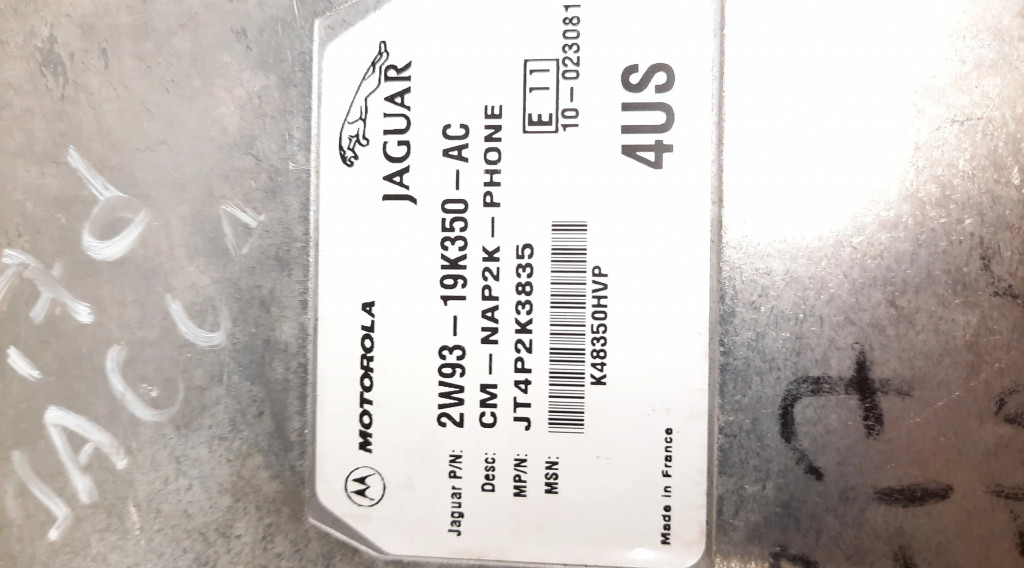 MOTOROLA
JAGUAR
Jaguar P/N: 2W93-19K350-AC
Desc: CM-NAP2K-PHONE
MP/N: JT4P2K3835
MSN:
K48350HVP
E 11
10-023081
Made in France
4US